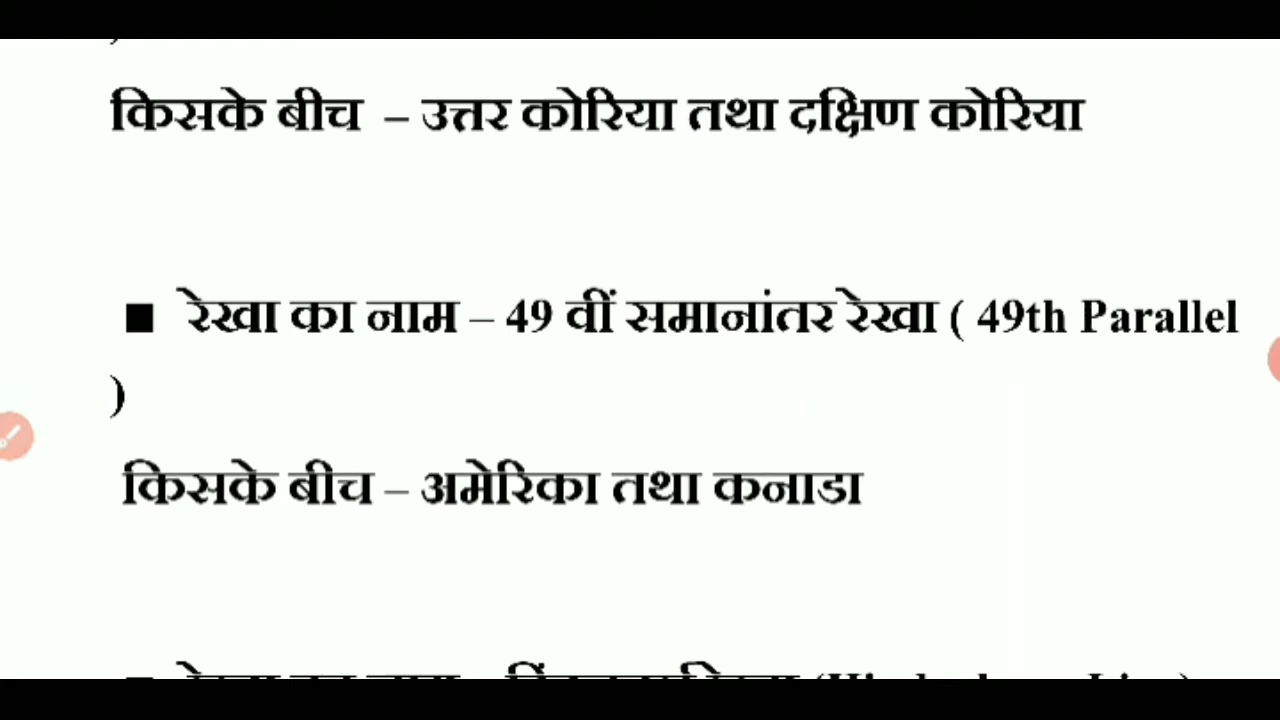 किसके बीच – उत्तर कोरिया तथा दक्षिण कोरिया
■ रेखा का नाम – 49 वीं समानांतर रेखा ( 49th Parallel
)
किसके बीच – अमेरिका तथा कनाडा